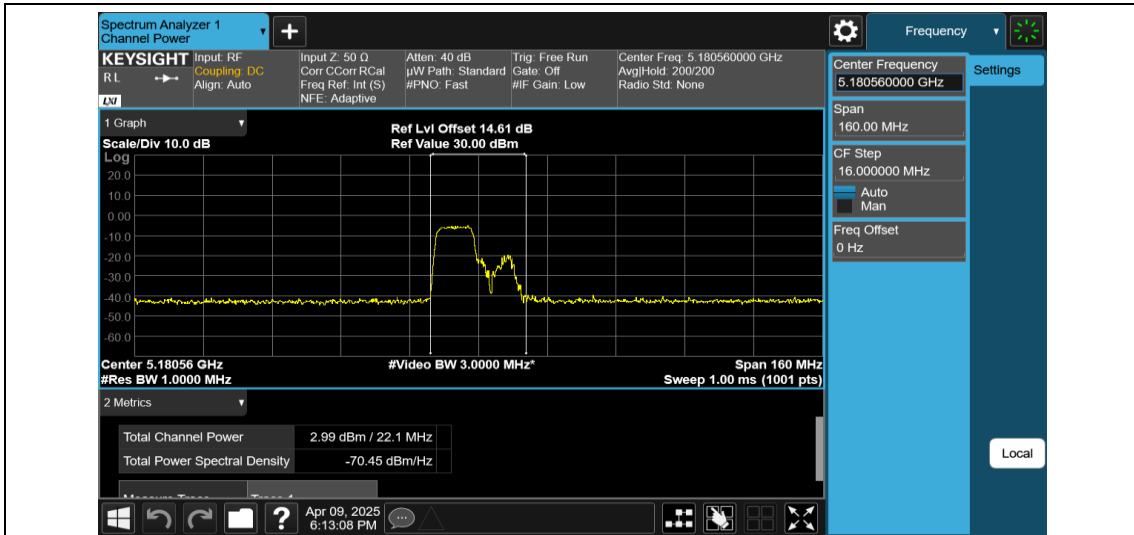 Spectrum Analyzer 1
Channel Power
Frequency
KEYSIGHT
R L
LXI
Input: RF
Coupling: DC
Align: Auto
Input Z: 50 Ω
Corr CCorr RCal
Freq Ref: Int (S)
NFE: Adaptive
Atten: 40 dB
µW Path: Standard
#PNO: Fast
Trig: Free Run
Gate: Off
#IF Gain: Low
Center Freq: 5.180560000 GHz
Avg|Hold: 200/200
Radio Std: None
1 Graph
Scale/Div 10.0 dB
Ref Lvl Offset 14.61 dB
Ref Value 30.00 dBm
Log
20.0
10.0
0.00
-10.0
-20.0
-30.0
-40.0
-50.0
-60.0
Center 5.18056 GHz
#Res BW 1.0000 MHz
#Video BW 3.0000 MHz*
Span 160 MHz
Sweep 1.00 ms (1001 pts)
2 Metrics
Total Channel Power 2.99 dBm / 22.1 MHz
Total Power Spectral Density -70.45 dBm/Hz
Apr 09, 2025
6:13:08 PM
Center Frequency
5.180560000 GHz
Span
160.00 MHz
CF Step
16.000000 MHz
Auto
Man
Freq Offset
0 Hz
Settings
Local